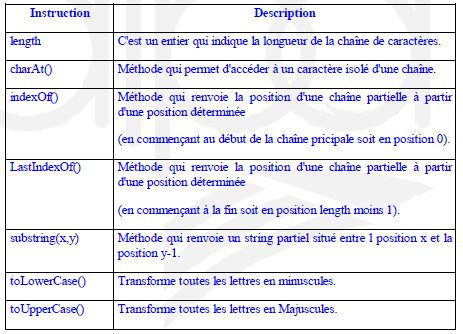 Instruction Description
length C'est un entier qui indique la longueur de la chaîne de caractères.
charAt() Méthode qui permet d'accéder à un caractère isolé d'une chaîne.
indexOf() Méthode qui renvoie la position d'une chaîne partielle à partir
d'une position déterminée
(en commençant au début de la chaîne pricipale soit en position 0).
LastIndexOf() Méthode qui renvoie la position d'une chaîne partielle à partir
d'une position déterminée
(en commençant à la fin soit en position length moins 1).
substring(x,y) Méthode qui renvoie un string partiel situé entre l position x et la
position y-1.
toLowerCase() Transforme toutes les lettres en minuscules.
toUpperCase() Transforme toutes les lettres en Majuscules.